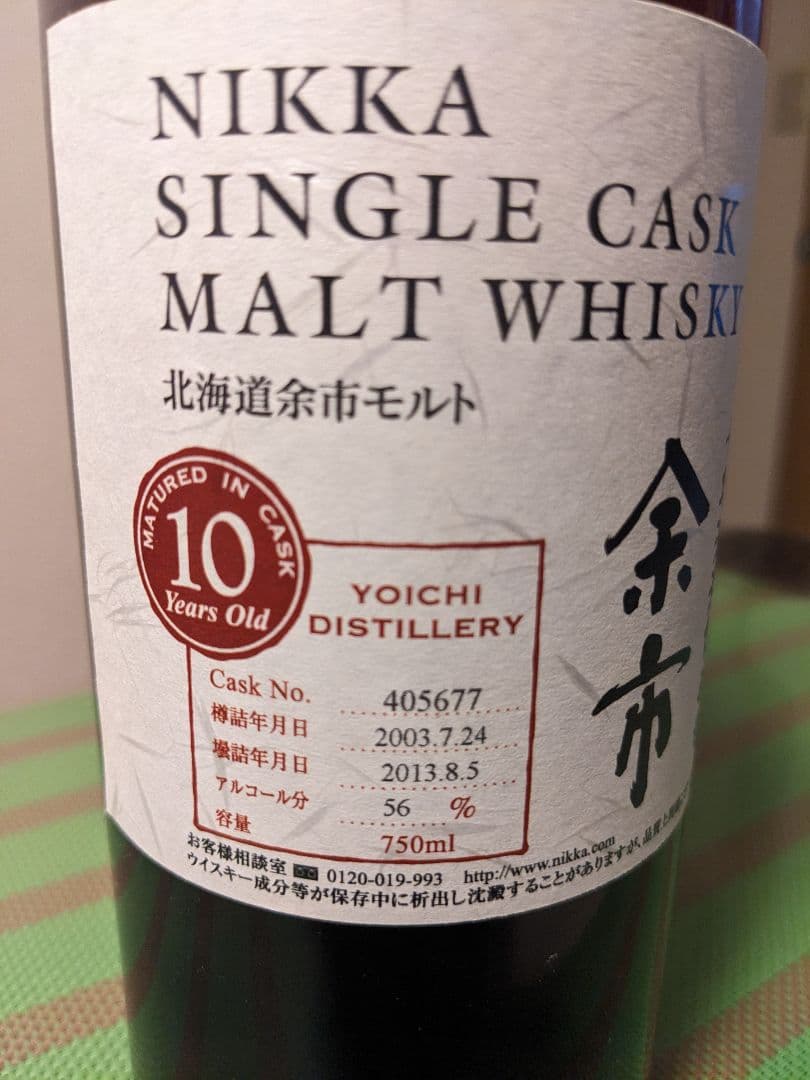 NIKKA
SINGLE CASK
MALT WHISKY
北海道余市モルト
余市
MATURED IN CASK
10
Years Old
YOICHI
DISTILLERY
Cask No. 405677
樽詰年月日 2003.7.24
壜詰年月日 2013.8.5
アルコール分 56 %
容量 750ml
お客様相談室 0120-019-993 http://www.nikka.com
ウイスキー成分等が保存中に析出し沈澱することがありますが、品質上